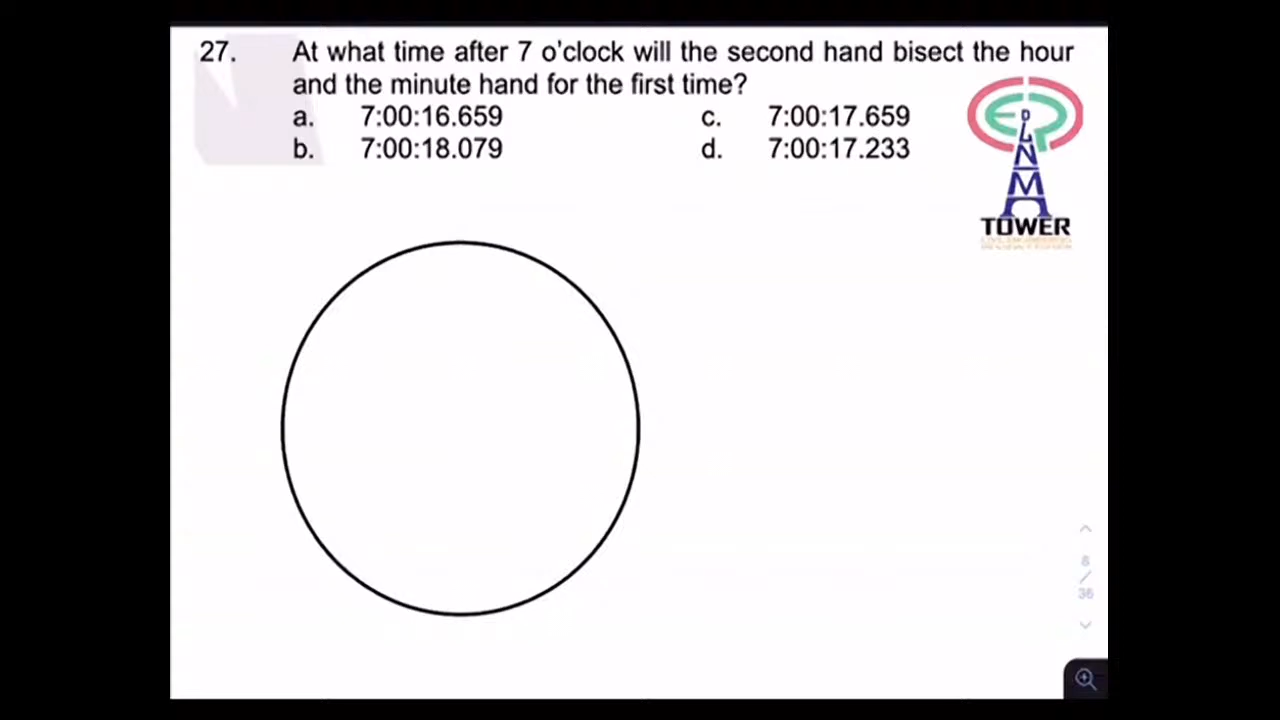 27. At what time after 7 o'clock will the second hand bisect the hour
and the minute hand for the first time?
a. 7:00:16.659 c. 7:00:17.659
b. 7:00:18.079 d. 7:00:17.233
TOWER
8
/
36